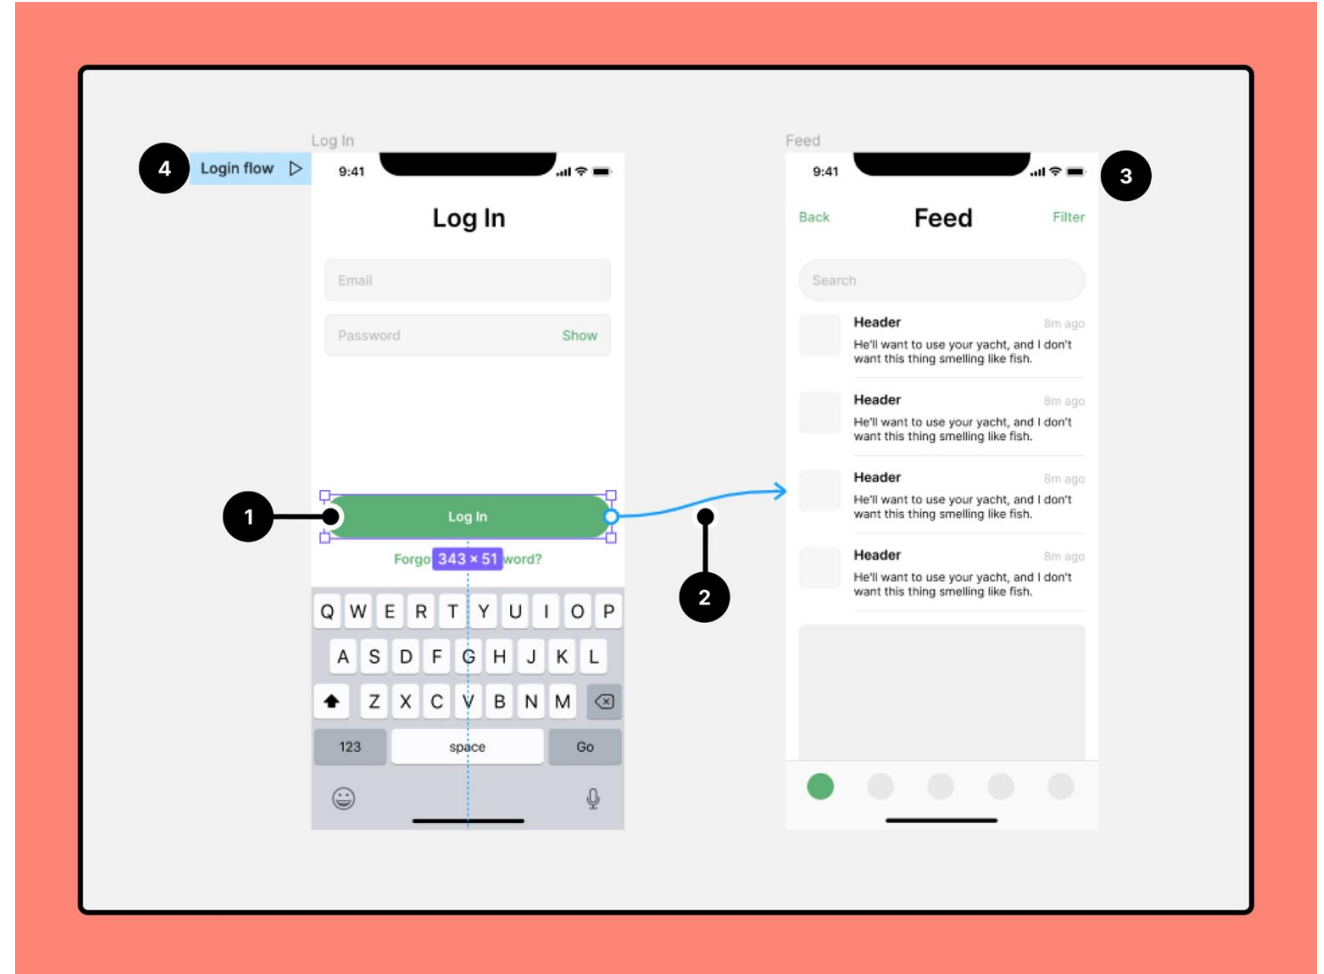 Log In
4
Login flow
9:41
Log In
Email
Password
Show
1
Log In
Forgo
343 × 51
word?
Q W E R T Y U I O P
A S D F G H J K L
Z X C V B N M
123
space
Go
2
Feed
9:41
3
Back
Feed
Filter
Search
Header
8m ago
He'll want to use your yacht, and I don't
want this thing smelling like fish.
Header
8m ago
He'll want to use your yacht, and I don't
want this thing smelling like fish.
Header
8m ago
He'll want to use your yacht, and I don't
want this thing smelling like fish.
Header
8m ago
He'll want to use your yacht, and I don't
want this thing smelling like fish.